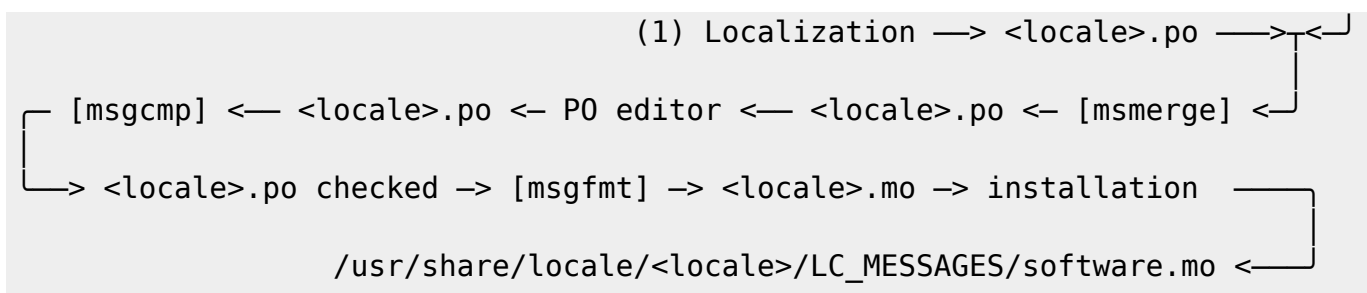 (1) Localization ——> <locale>.po ———>┬<—╯
╭— [msgcmp] <—— <locale>.po <— PO editor <—— <locale>.po <— [msmerge] <—╯
╰——> <locale>.po checked —> [msgfmt] —> <locale>.mo —> installation ————╮
/usr/share/locale/<locale>/LC_MESSAGES/software.mo <———╯